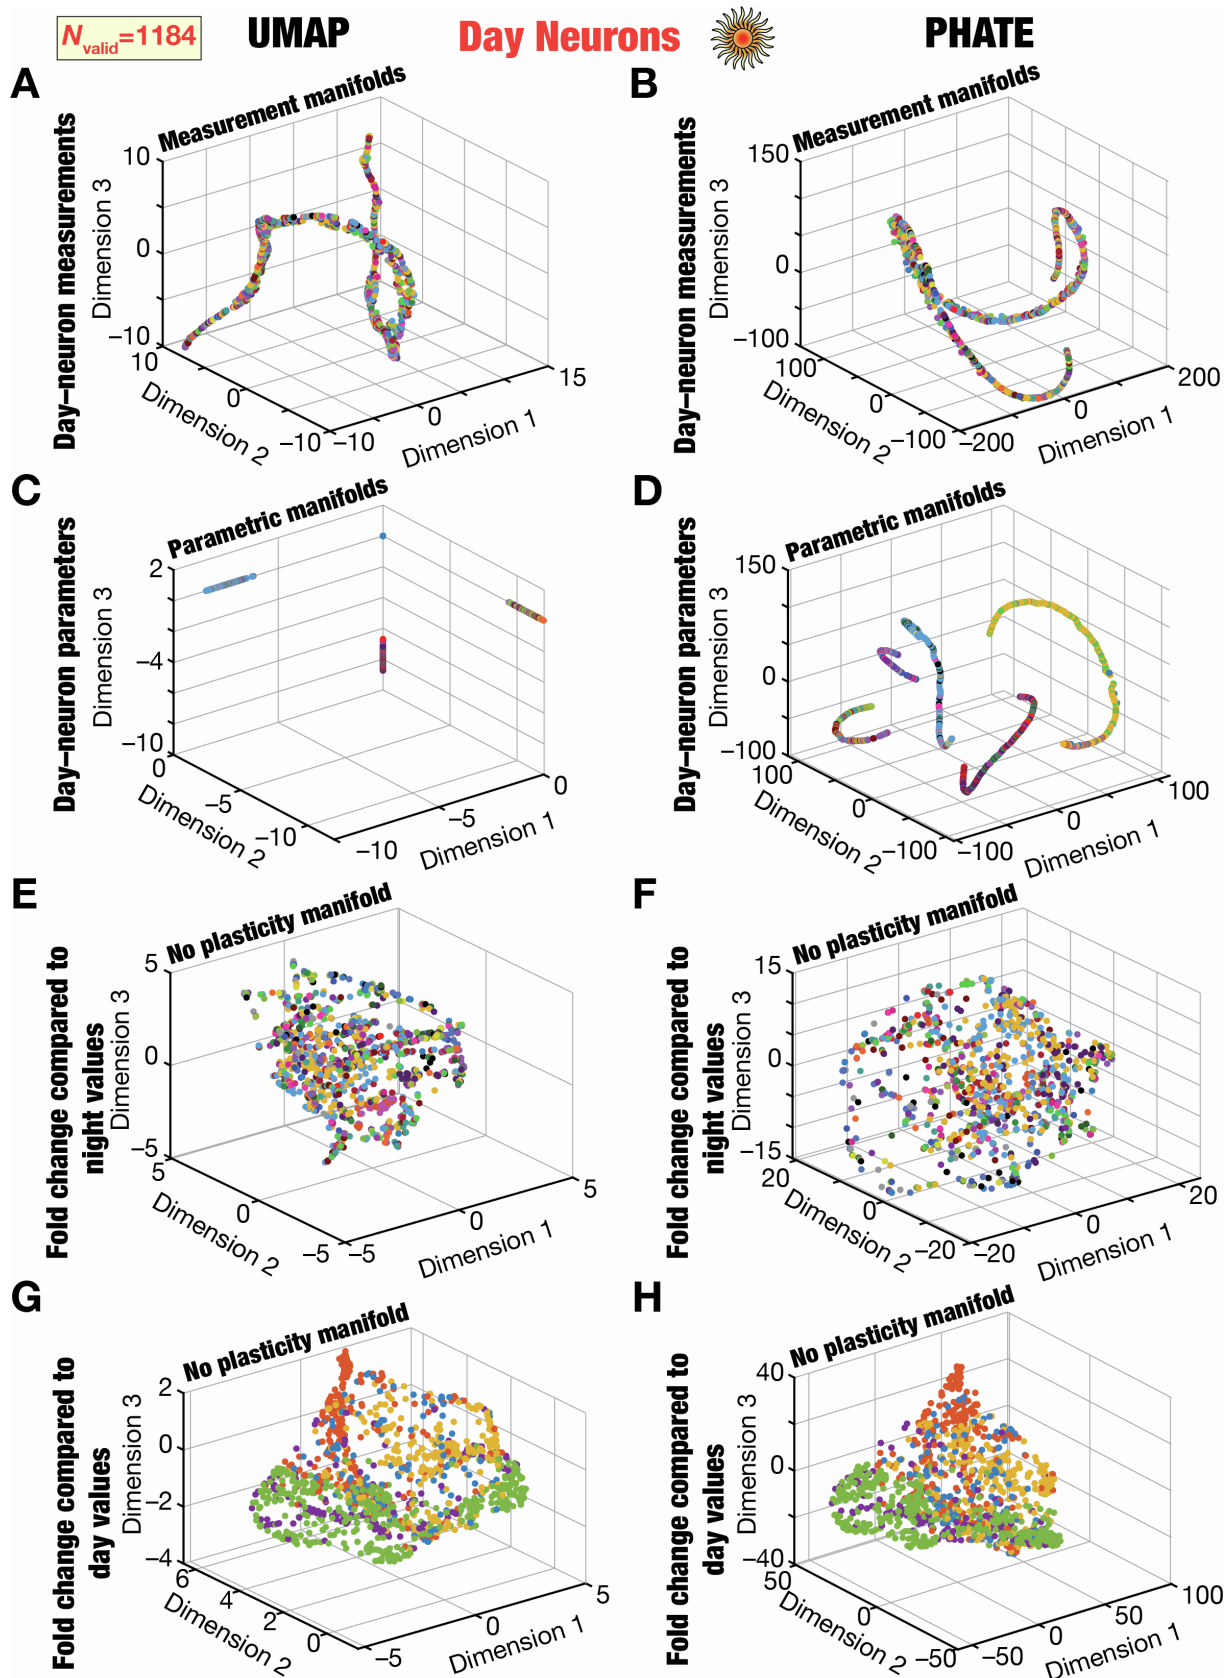 Nvalid=1184 UMAP Day Neurons PHATE
A
Measurement manifolds
Day–neuron measurements
Dimension 3
10
0
−10
10
0
−10
Dimension 2
−10
0
15
Dimension 1
B
Measurement manifolds
Day–neuron measurements
Dimension 3
150
0
−100
100
0
−100
Dimension 2
−200
0
200
Dimension 1
C
Parametric manifolds
Day–neuron parameters
Dimension 3
2
−4
−10
0
−5
−10
Dimension 2
−10
−5
0
Dimension 1
D
Parametric manifolds
Day–neuron parameters
Dimension 3
150
0
−100
100
0
−100
Dimension 2
−100
0
100
Dimension 1
E
No plasticity manifold
Fold change compared to
night values
Dimension 3
5
0
−5
5
0
−5
Dimension 2
−5
0
5
Dimension 1
F
No plasticity manifold
Fold change compared to
night values
Dimension 3
15
0
−15
20
0
−20
Dimension 2
−20
0
20
Dimension 1
G
No plasticity manifold
Fold change compared to
day values
Dimension 3
2
0
−2
−4
6
4
2
0
Dimension 2
−5
0
5
Dimension 1
H
No plasticity manifold
Fold change compared to
day values
Dimension 3
40
0
−40
50
0
−50
Dimension 2
−50
0
50
100
Dimension 1